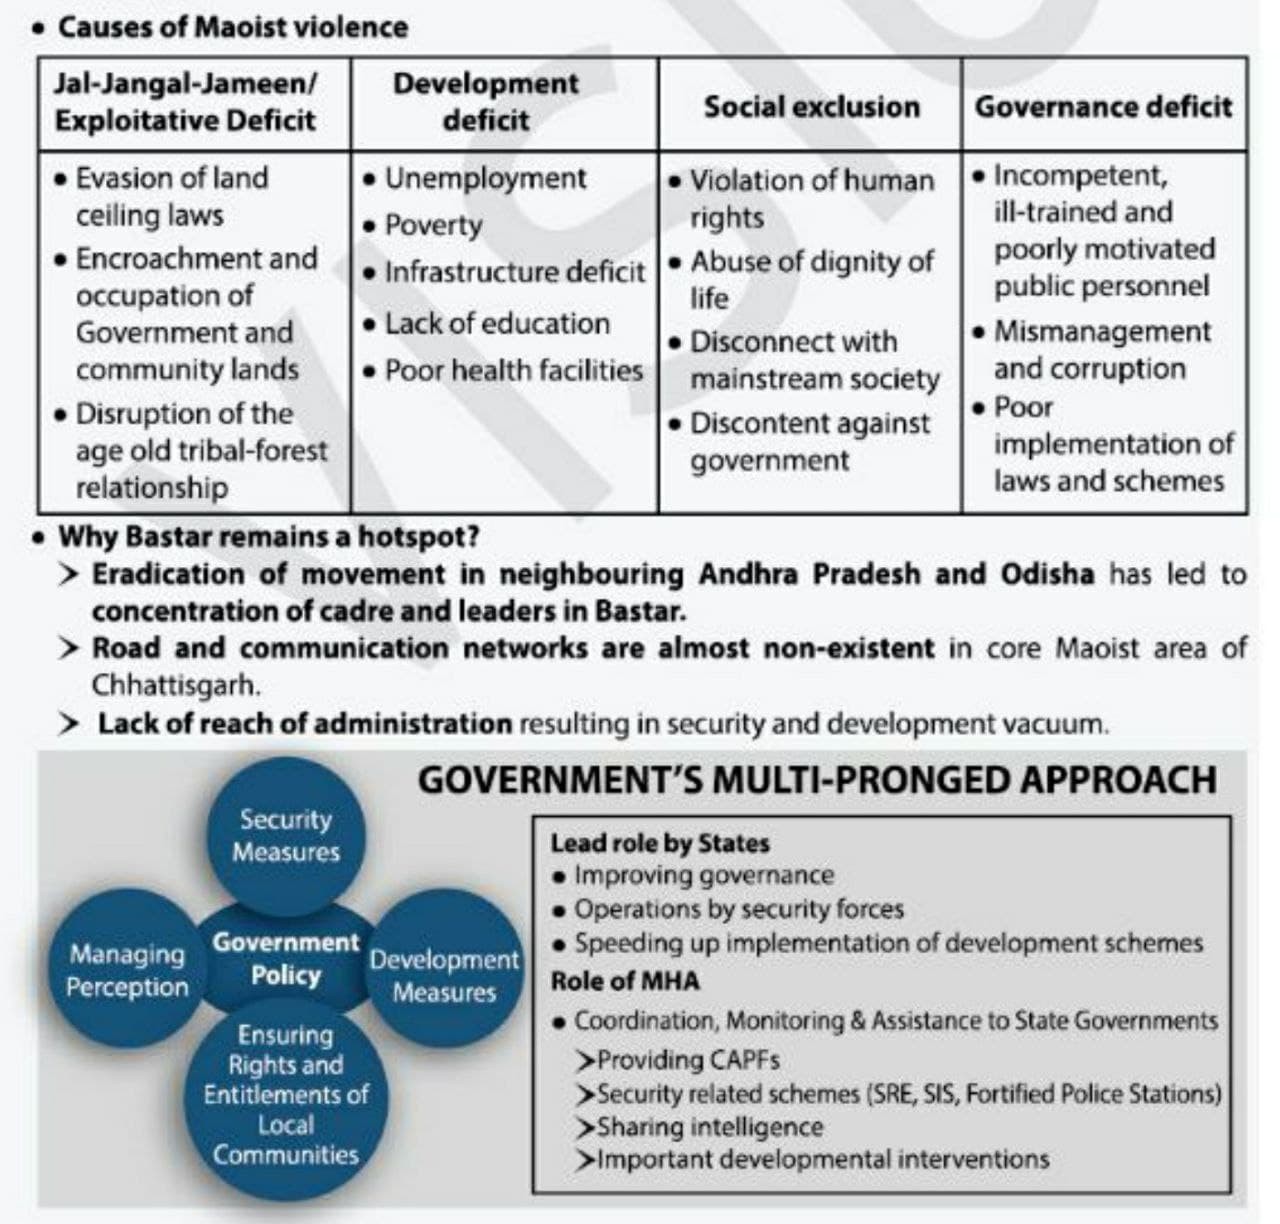 • Causes of Maoist violence
Jal-Jangal-Jameen/
Exploitative Deficit
• Evasion of land
ceiling laws
• Encroachment and
occupation of
Government and
community lands
• Disruption of the
age old tribal-forest
relationship
Development
deficit
• Unemployment
• Poverty
• Infrastructure deficit
• Lack of education
• Poor health facilities
Social exclusion
• Violation of human
rights
• Abuse of dignity of
life
• Disconnect with
mainstream society
• Discontent against
government
Governance deficit
• Incompetent,
ill-trained and
poorly motivated
public personnel
• Mismanagement
and corruption
• Poor
implementation of
laws and schemes
• Why Bastar remains a hotspot?
➢ Eradication of movement in neighbouring Andhra Pradesh and Odisha has led to
concentration of cadre and leaders in Bastar.
➢ Road and communication networks are almost non-existent in core Maoist area of
Chhattisgarh.
➢ Lack of reach of administration resulting in security and development vacuum.
GOVERNMENT'S MULTI-PRONGED APPROACH
Security
Measures
Managing
Perception
Government
Policy
Development
Measures
Ensuring
Rights and
Entitlements of
Local
Communities
Lead role by States
• Improving governance
• Operations by security forces
• Speeding up implementation of development schemes
Role of MHA
• Coordination, Monitoring & Assistance to State Governments
➢Providing CAPFs
➢Security related schemes (SRE, SIS, Fortified Police Stations)
➢Sharing intelligence
➢Important developmental interventions